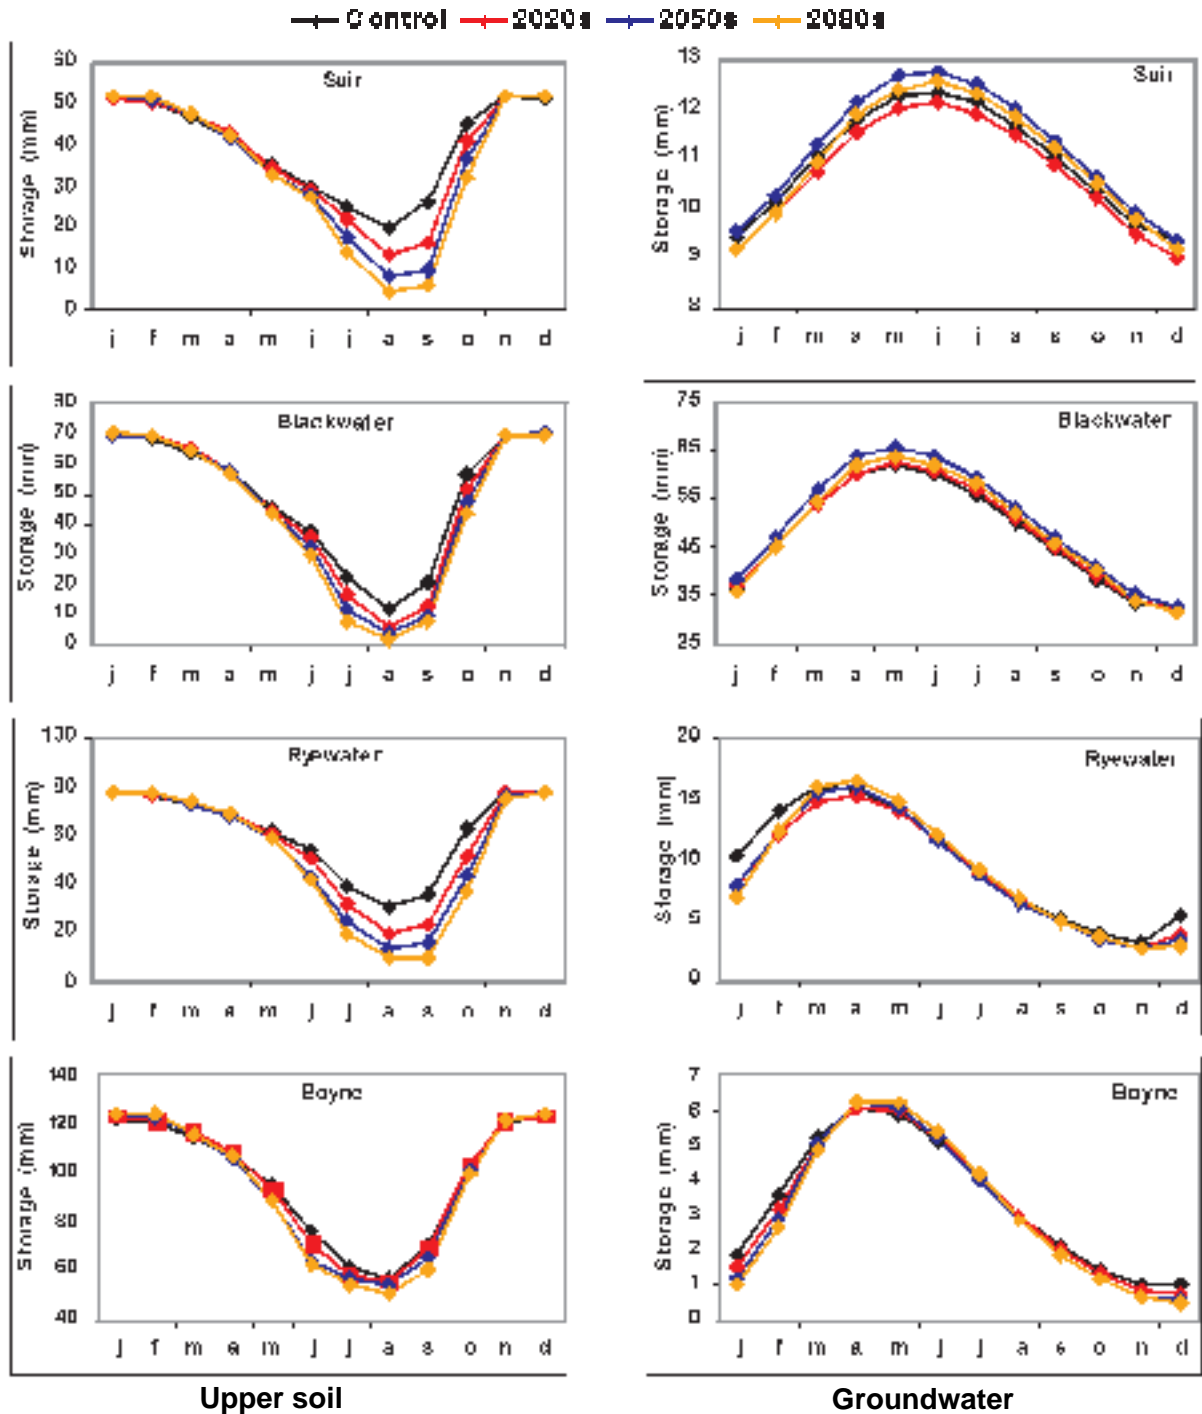 Control 2020s 2050s 2080s
Suir
Storage (mm)
60
50
40
30
20
10
0
j f m a m j j a s o n d
Suir
Storage (mm)
13
12
11
10
9
8
j f m a m j j a s o n d
Blackwater
Storage (mm)
80
70
60
50
40
30
20
10
0
j f m a m j j a s o n d
Blackwater
Storage (mm)
75
65
55
45
35
25
j f m a m j j a s o n d
Ryewater
Storage (mm)
100
80
60
40
20
0
j f m a m j j a s o n d
Ryewater
Storage (mm)
20
15
10
5
0
j f m a m j j a s o n d
Boyne
Storage (mm)
140
120
100
80
60
40
j f m a m j j a s o n d
Boyne
Storage (mm)
7
6
5
4
3
2
1
0
j f m a m j j a s o n d
Upper soil
Groundwater